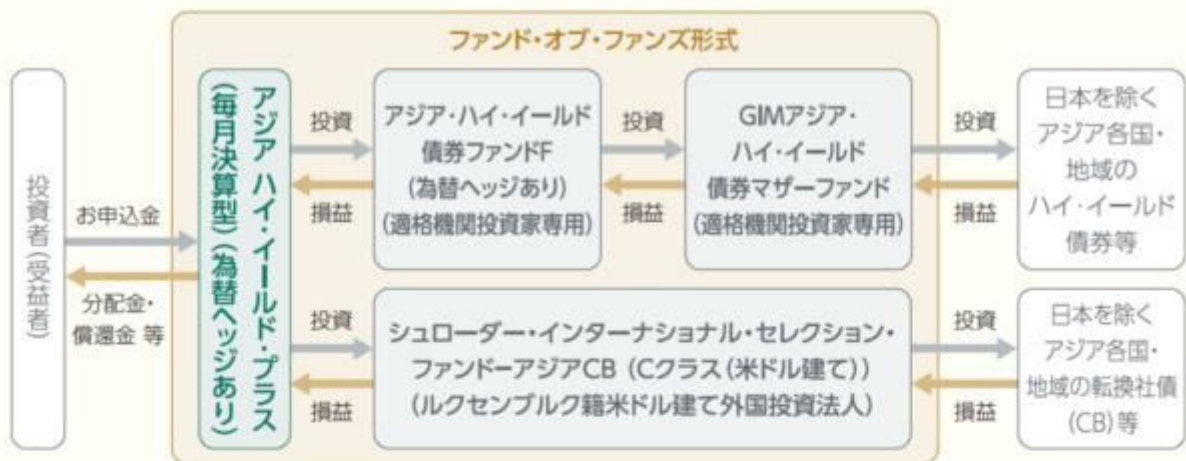 ファンド・オブ・ファンズ形式
投資者(受益者)
お申込金
分配金・
償還金 等
アジア ハイ・イールド・プラス
(毎月決算型)(為替ヘッジあり)
投資
損益
アジア・ハイ・イールド
債券ファンドF
(為替ヘッジあり)
(適格機関投資家専用)
投資
損益
GIMアジア・
ハイ・イールド
債券マザーファンド
(適格機関投資家専用)
投資
損益
日本を除く
アジア各国・
地域の
ハイ・イールド
債券等
投資
損益
シュローダー・インターナショナル・セレクション・
ファンドーアジアCB (Cクラス(米ドル建て))
(ルクセンブルク籍米ドル建て外国投資法人)
投資
損益
日本を除く
アジア各国・
地域の転換社債
(CB)等